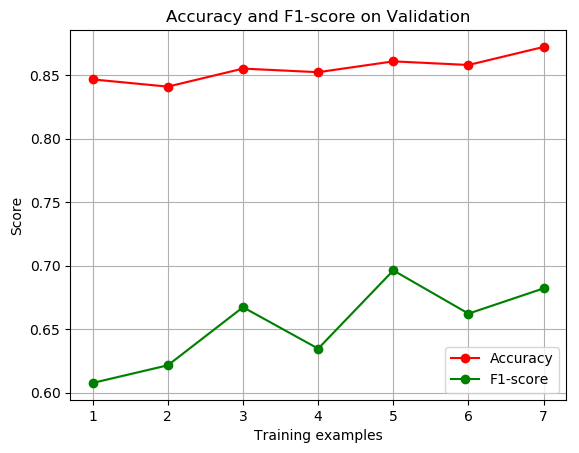 Accuracy and F1-score on Validation
Score
0.85
0.80
0.75
0.70
0.65
0.60
Accuracy
F1-score
1 2 3 4 5 6 7
Training examples